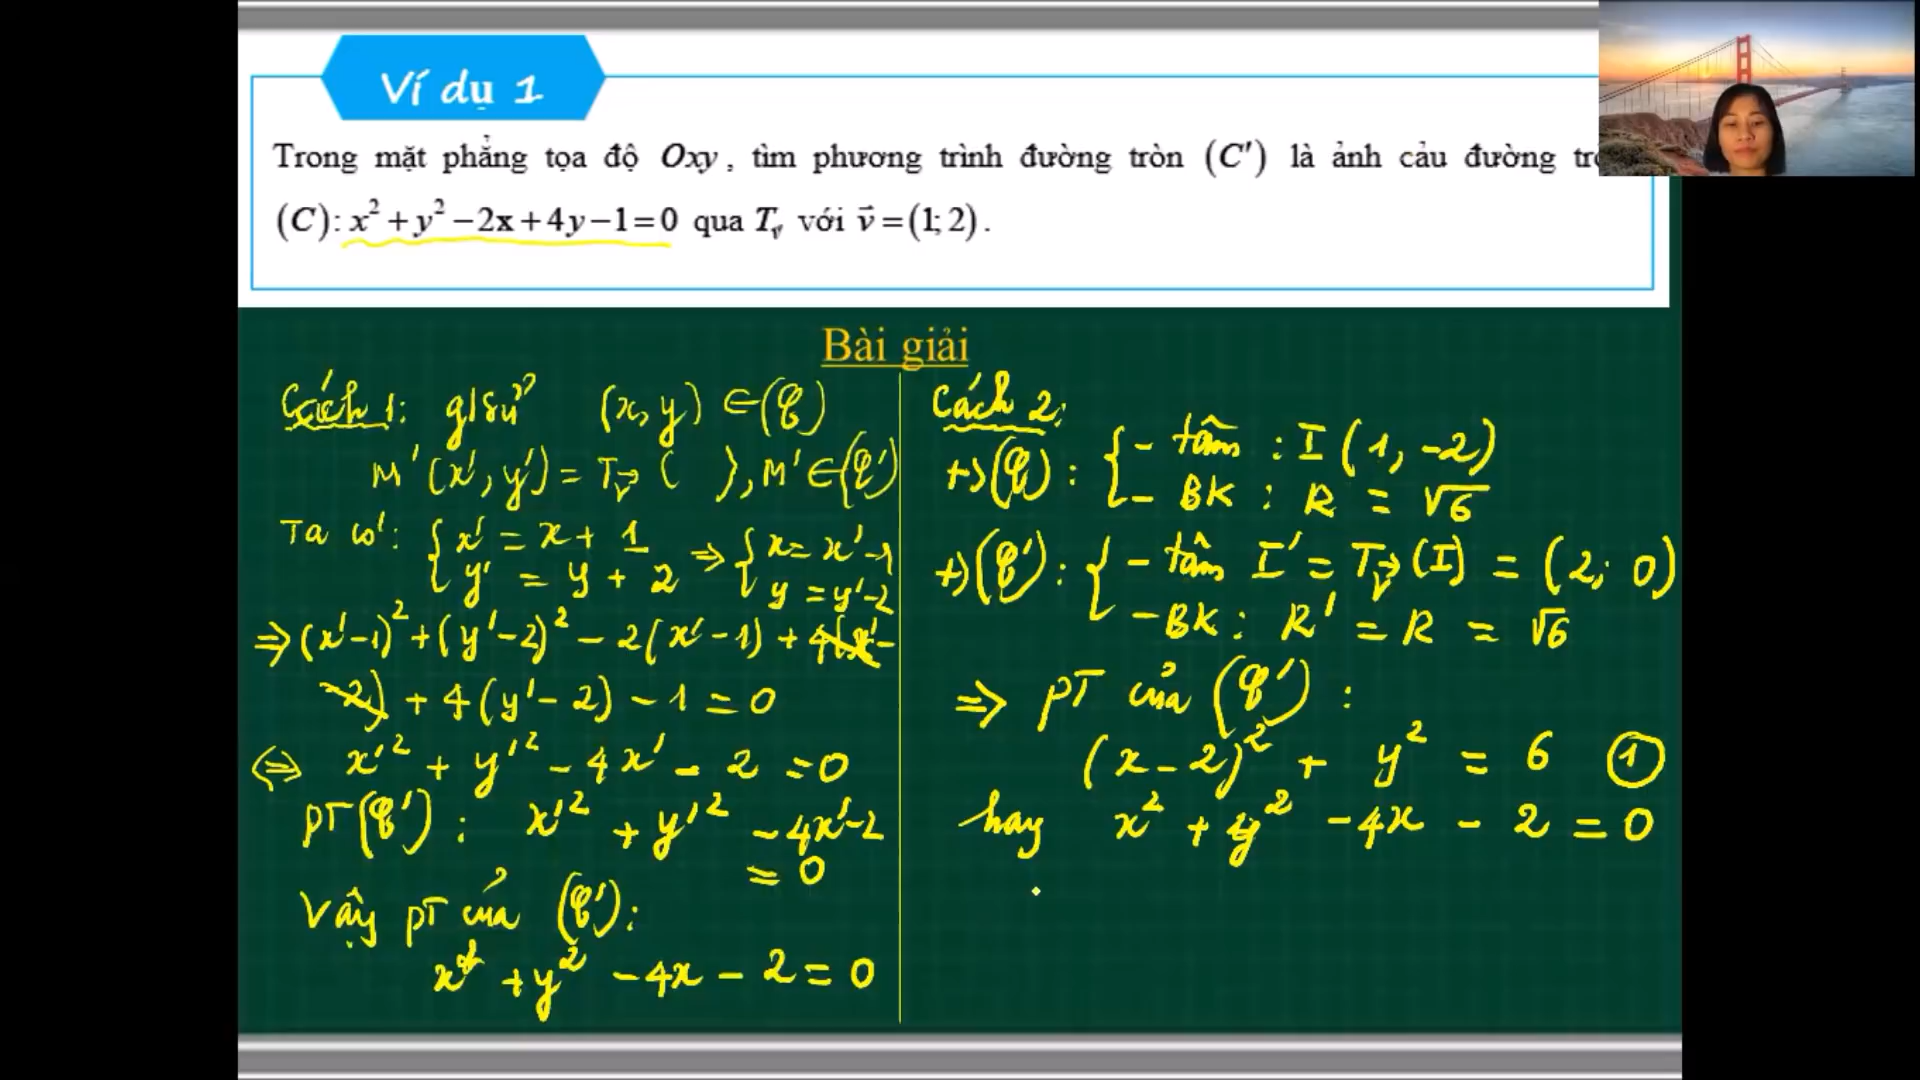 Ví dụ 1
Trong mặt phẳng tọa độ Oxy, tìm phương trình đường tròn (C') là ảnh cảu đường
(C): x² + y² − 2x + 4y − 1 = 0 qua T_v⃗ với v⃗ = (1; 2).
Bài giải
Cách 1: g/sử (x, y) ∈ (C)
M'(x', y') = T_v⃗ ( ), M' ∈ (C')
Ta có: { x' = x + 1 ⇒ { x = x' − 1
y' = y + 2 y = y' − 2
⇒ (x' − 1)² + (y' − 2)² − 2(x' − 1) +
+ 4(y' − 2) − 1 = 0
⇔ x'² + y'² − 4x' − 2 = 0
PT (C'): x'² + y'² − 4x' − 2
= 0
Vậy PT của (C'):
x² + y² − 4x − 2 = 0
Cách 2:
+) (C): { − tâm : I (1, −2)
− BK : R = √6
+) (C'): { − tâm I' = T_v⃗ (I) = (2; 0)
− BK : R' = R = √6
⇒ PT của (C') :
(x − 2)² + y² = 6 ①
hay x² + y² − 4x − 2 = 0